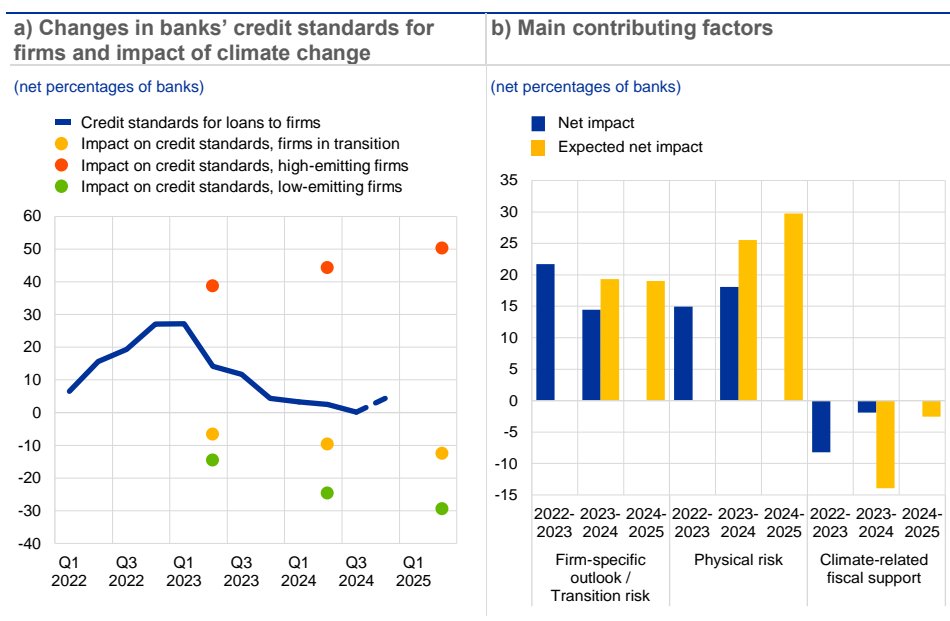 a) Changes in banks’ credit standards for
firms and impact of climate change
(net percentages of banks)
Credit standards for loans to firms
Impact on credit standards, firms in transition
Impact on credit standards, high-emitting firms
Impact on credit standards, low-emitting firms
60
50
40
30
20
10
0
-10
-20
-30
-40
Q1 Q3 Q1 Q3 Q1 Q3 Q1
2022 2022 2023 2023 2024 2024 2025
b) Main contributing factors
(net percentages of banks)
Net impact
Expected net impact
35
30
25
20
15
10
5
0
-5
-10
-15
2022- 2023- 2024- 2022- 2023- 2024- 2022- 2023- 2024-
2023 2024 2025 2023 2024 2025 2023 2024 2025
Firm-specific
outlook /
Transition risk
Physical risk
Climate-related
fiscal support